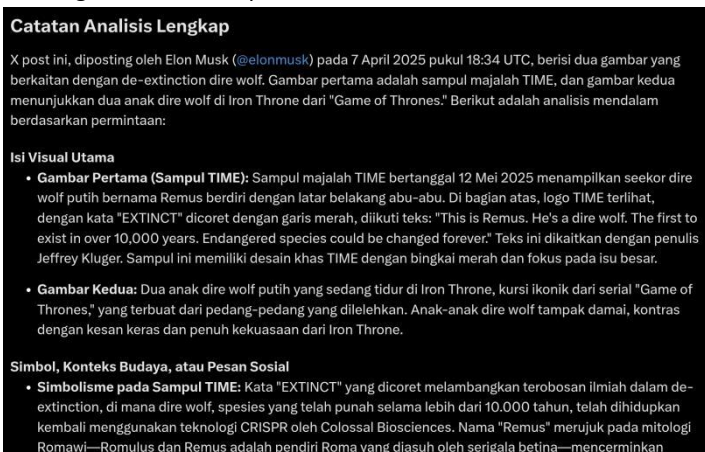 Catatan Analisis Lengkap
X post ini, diposting oleh Elon Musk (@elonmusk) pada 7 April 2025 pukul 18:34 UTC, berisi dua gambar yang
berkaitan dengan de-extinction dire wolf. Gambar pertama adalah sampul majalah TIME, dan gambar kedua
menunjukkan dua anak dire wolf di Iron Throne dari "Game of Thrones." Berikut adalah analisis mendalam
berdasarkan permintaan:
Isi Visual Utama
• Gambar Pertama (Sampul TIME): Sampul majalah TIME bertanggal 12 Mei 2025 menampilkan seekor dire
wolf putih bernama Remus berdiri dengan latar belakang abu-abu. Di bagian atas, logo TIME terlihat,
dengan kata "EXTINCT" dicoret dengan garis merah, diikuti teks: "This is Remus. He's a dire wolf. The first to
exist in over 10,000 years. Endangered species could be changed forever." Teks ini dikaitkan dengan penulis
Jeffrey Kluger. Sampul ini memiliki desain khas TIME dengan bingkai merah dan fokus pada isu besar.
• Gambar Kedua: Dua anak dire wolf putih yang sedang tidur di Iron Throne, kursi ikonik dari serial "Game of
Thrones," yang terbuat dari pedang-pedang yang dilelehkan. Anak-anak dire wolf tampak damai, kontras
dengan kesan keras dan penuh kekuasaan dari Iron Throne.
Simbol, Konteks Budaya, atau Pesan Sosial
• Simbolisme pada Sampul TIME: Kata "EXTINCT" yang dicoret melambangkan terobosan ilmiah dalam de-
extinction, di mana dire wolf, spesies yang telah punah selama lebih dari 10.000 tahun, telah dihidupkan
kembali menggunakan teknologi CRISPR oleh Colossal Biosciences. Nama "Remus" merujuk pada mitologi
Romawi—Romulus dan Remus adalah pendiri Roma yang diasuh oleh serigala betina—mencerminkan